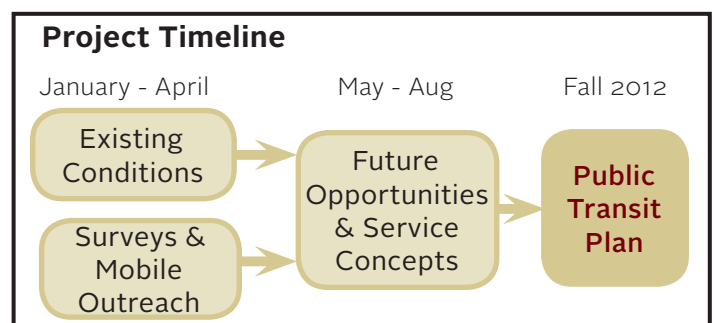 Project Timeline
January - April
May - Aug
Fall 2012
Existing
Conditions
Surveys &
Mobile
Outreach
Future
Opportunities
& Service
Concepts
Public
Transit
Plan